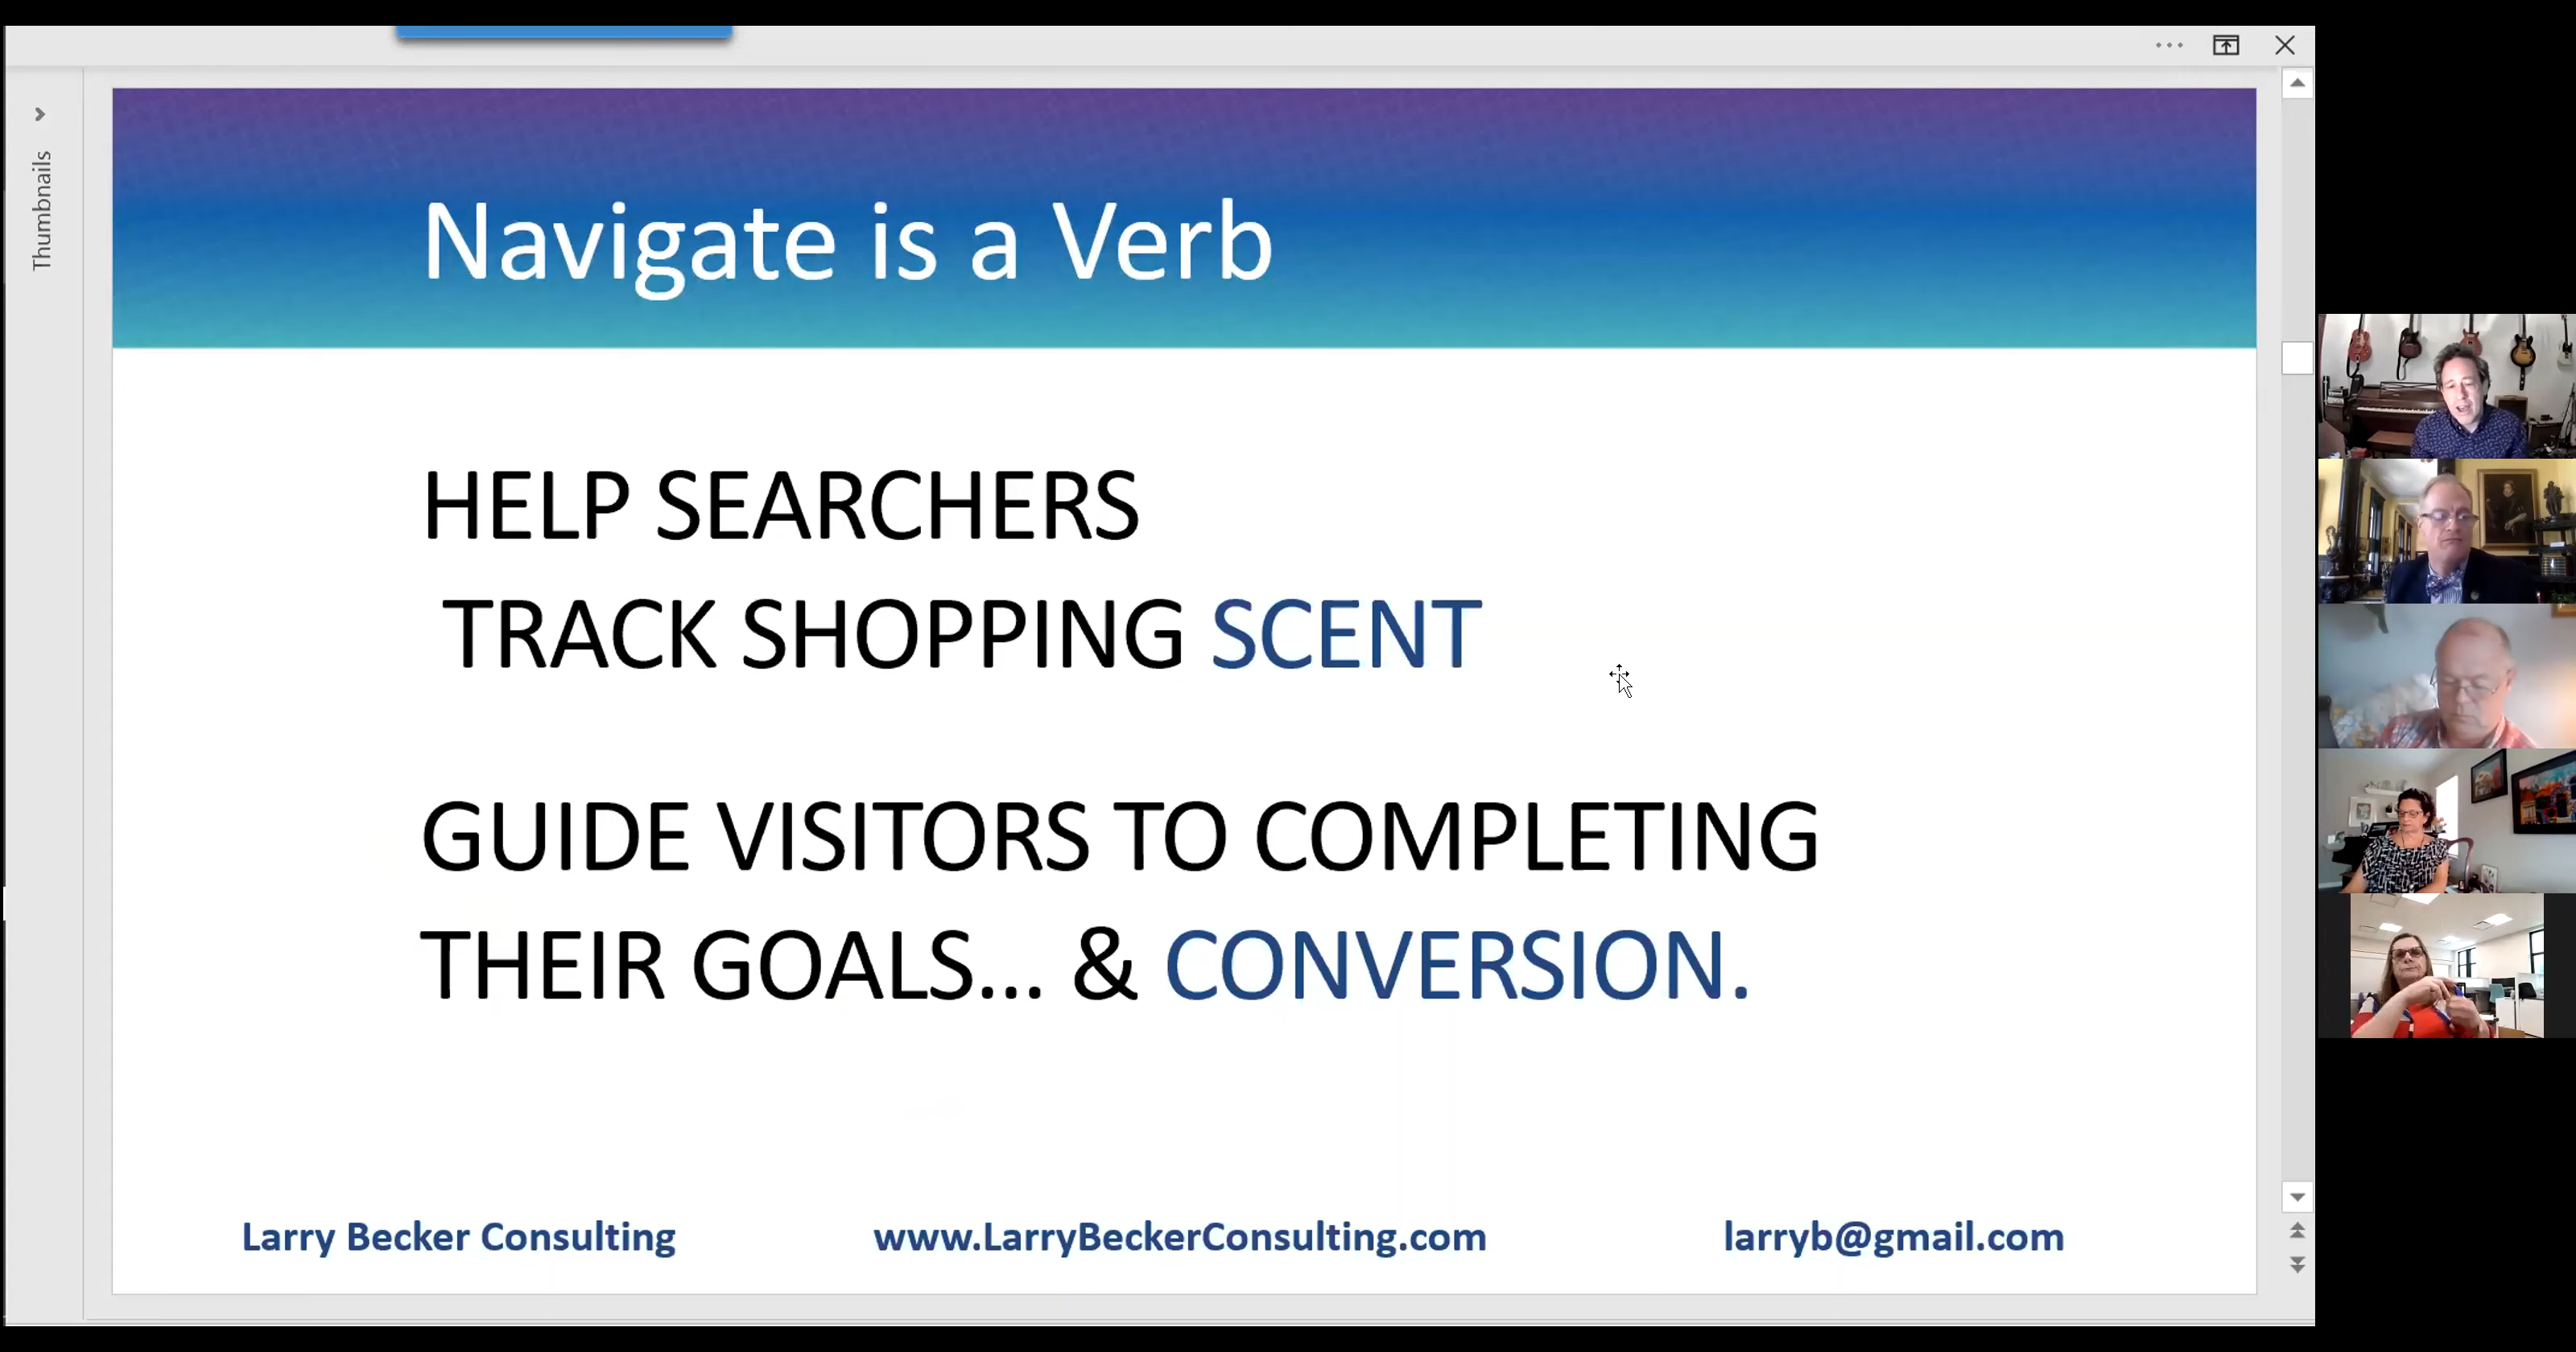 Thumbnails
Navigate is a Verb
HELP SEARCHERS
TRACK SHOPPING SCENT
GUIDE VISITORS TO COMPLETING
THEIR GOALS... & CONVERSION.
Larry Becker Consulting
www.LarryBeckerConsulting.com
larryb@gmail.com